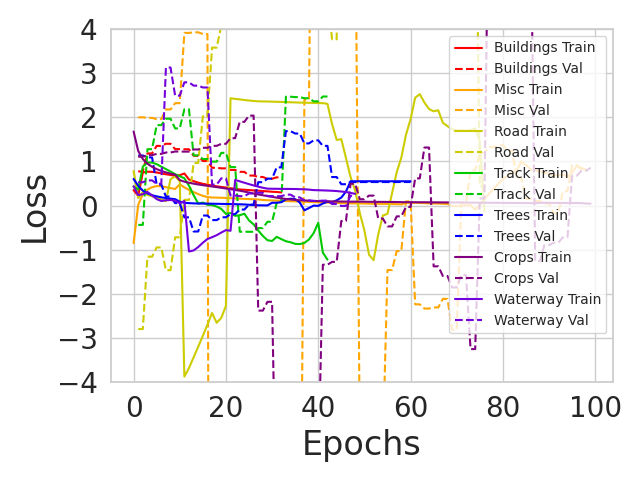 4
3
2
1
0
−1
−2
−3
−4
Loss
0
20
40
60
80
100
Epochs
Buildings Train
Buildings Val
Misc Train
Misc Val
Road Train
Road Val
Track Train
Track Val
Trees Train
Trees Val
Crops Train
Crops Val
Waterway Train
Waterway Val